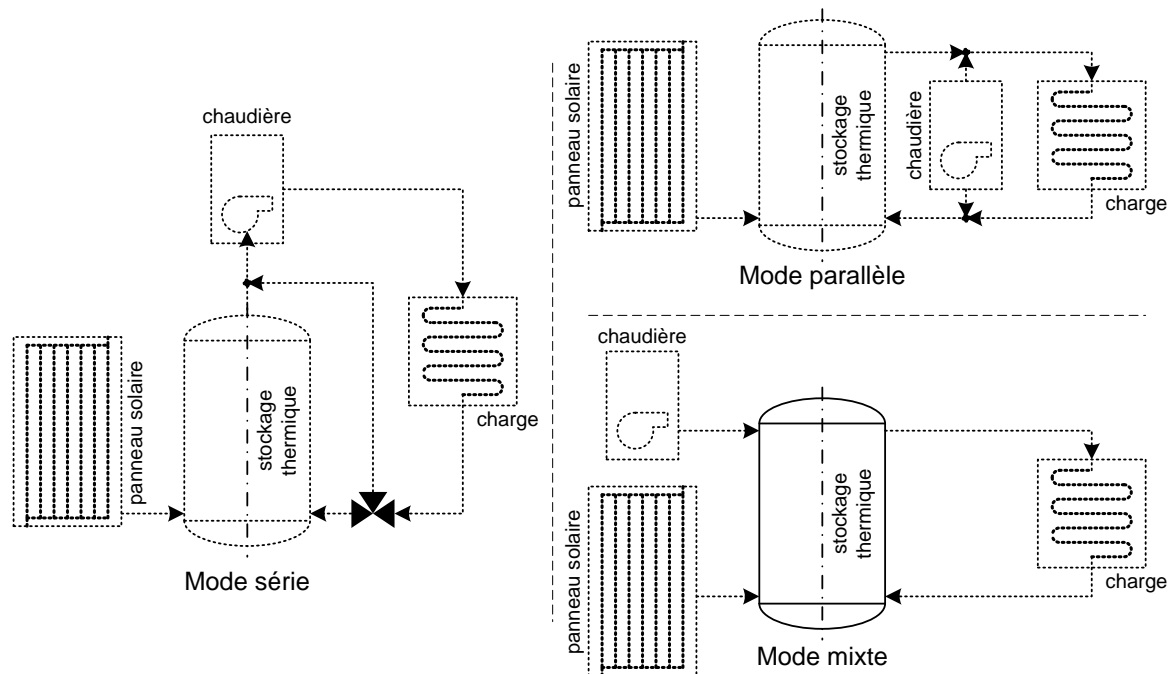 chaudière
panneau solaire
stockage
thermique
charge
Mode série
panneau solaire
stockage
thermique
chaudière
charge
Mode parallèle
chaudière
panneau solaire
stockage
thermique
charge
Mode mixte